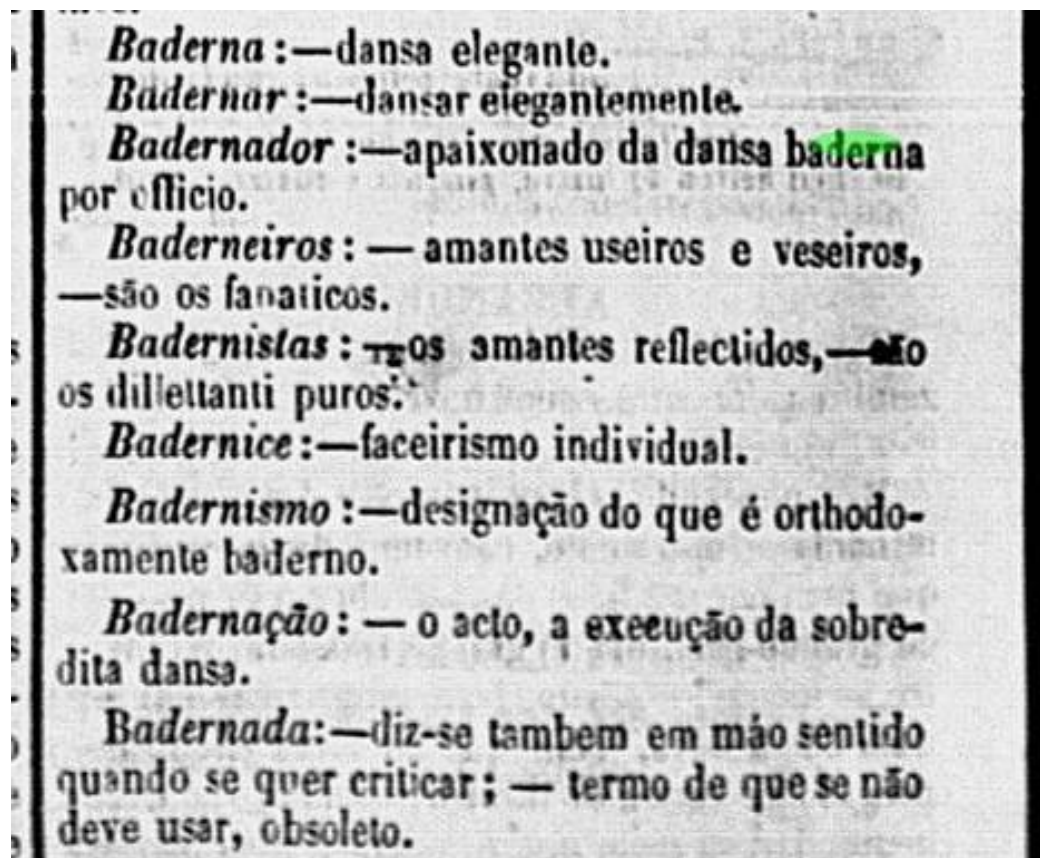 Baderna :—dansa elegante.
Badernar :—dansar elegantemente.
Badernador :—apaixonado da dansa baderna
por officio.
Baderneiros : — amantes useiros e veseiros,
—são os fanaticos.
Badernistas : —os amantes reflectidos,—são
os dillettanti puros.
Badernice :—faceirismo individual.
Badernismo :—designação do que é orthodo-
xamente baderno.
Badernação : — o acto, a execução da sobre-
dita dansa.
Badernada:—diz-se tambem em máo sentido
quando se quer criticar ; — termo de que se não
deve usar, obsoleto.